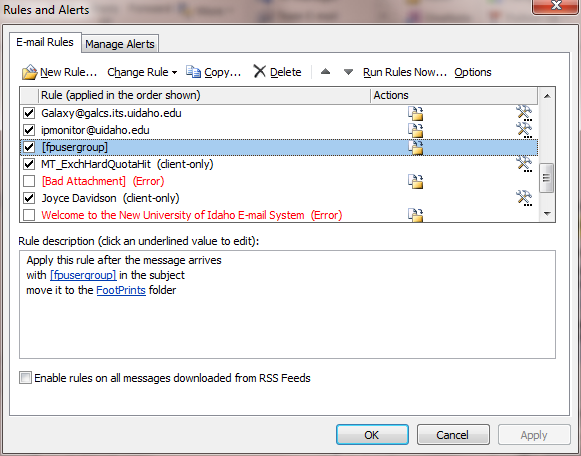 Rules and Alerts
E-mail Rules Manage Alerts
New Rule... Change Rule Copy... Delete Run Rules Now... Options
Rule (applied in the order shown) Actions
Galaxy@galcs.its.uidaho.edu
ipmonitor@uidaho.edu
[fpusergroup]
MT_ExchHardQuotaHit (client-only)
[Bad Attachment] (Error)
Joyce Davidson (client-only)
Welcome to the New University of Idaho E-mail System (Error)
Rule description (click an underlined value to edit):
Apply this rule after the message arrives
with [fpusergroup] in the subject
move it to the FootPrints folder
Enable rules on all messages downloaded from RSS Feeds
OK Cancel Apply